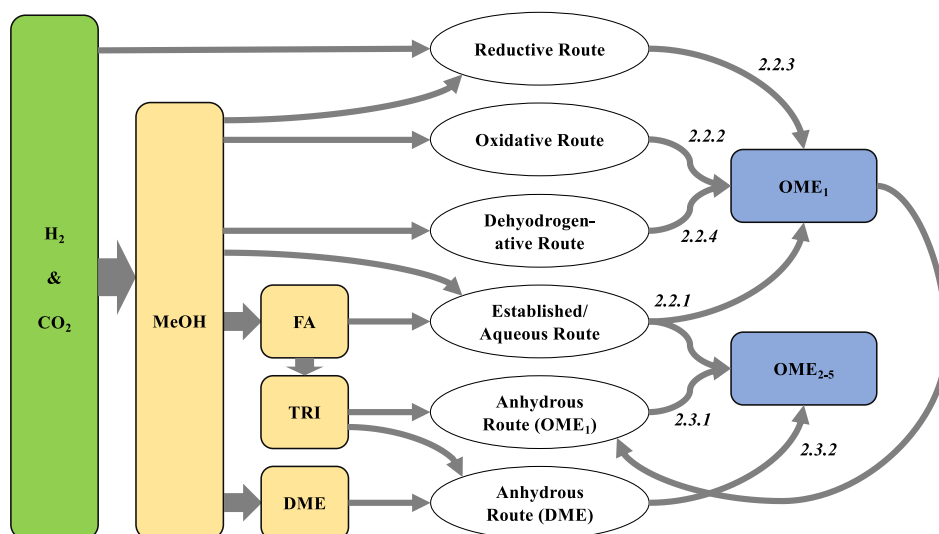 H₂
&
CO₂
MeOH
FA
TRI
DME
Reductive Route
Oxidative Route
Dehydrogen-
ative Route
Established/
Aqueous Route
Anhydrous
Route (OME₁)
Anhydrous
Route (DME)
2.2.3
2.2.2
2.2.4
2.2.1
2.3.1
2.3.2
OME₁
OME₂₋₅